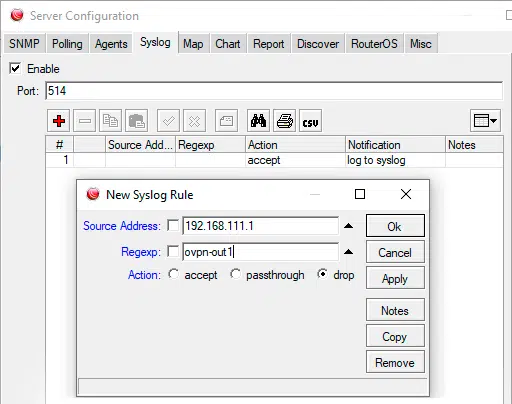 Server Configuration
SNMP Polling Agents Syslog Map Chart Report Discover RouterOS Misc
Enable
Port: 514
CSV
# Source Add... Regexp Action Notification Notes
1 accept log to syslog
New Syslog Rule
Source Address: 192.168.111.1 Ok
Regexp: ovpn-out1 Cancel
Action: accept passthrough drop Apply
Notes
Copy
Remove